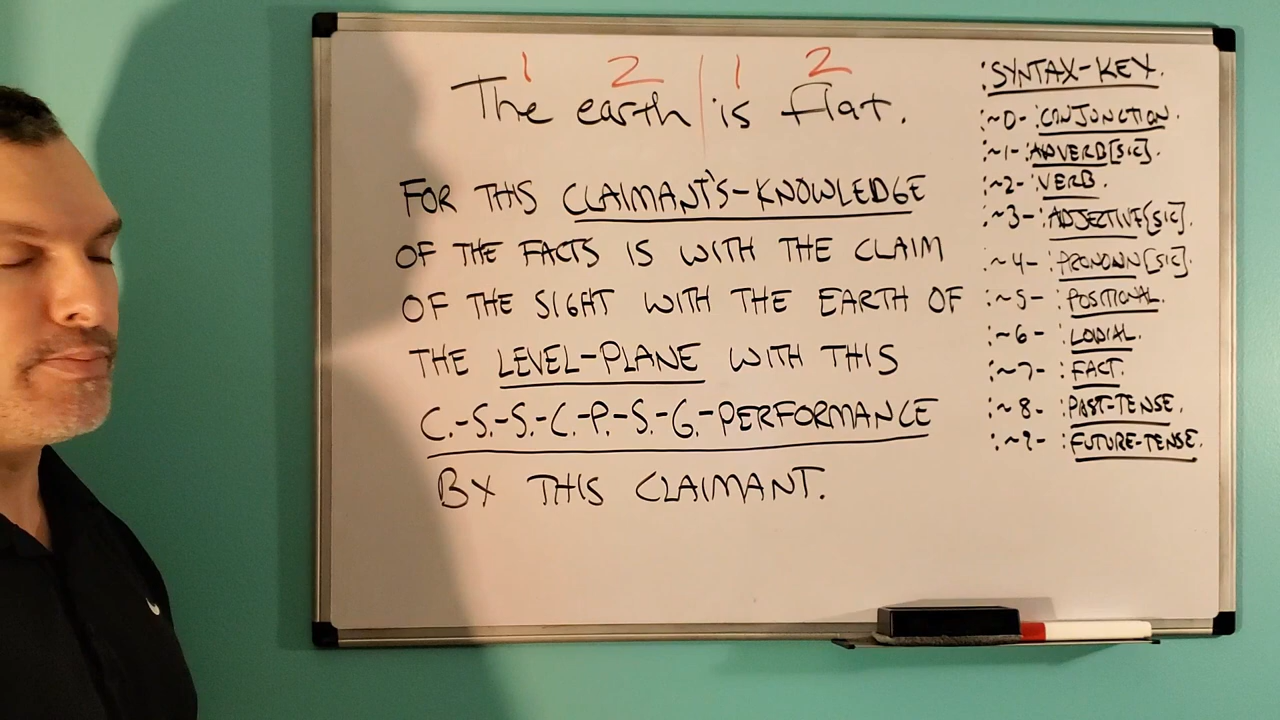 1 2 1 2
The earth is flat.
FOR THIS CLAIMANT'S-KNOWLEDGE
OF THE FACTS IS WITH THE CLAIM
OF THE SIGHT WITH THE EARTH OF
THE LEVEL-PLANE WITH THIS
C.-S.-S.-C.-P.-S.-G.-PERFORMANCE
BY THIS CLAIMANT.
:SYNTAX-KEY.
:~0- :CONJUNCTION.
:~1- :ADVERB[SIC].
:~2- :VERB.
:~3- :ADJECTIVE[SIC].
:~4- :PRONOWN[SIC].
:~5- :POSITIONAL.
:~6- :LODIAL.
:~7- :FACT.
:~8- :PAST-TENSE.
:~9- :FUTURE-TENSE.